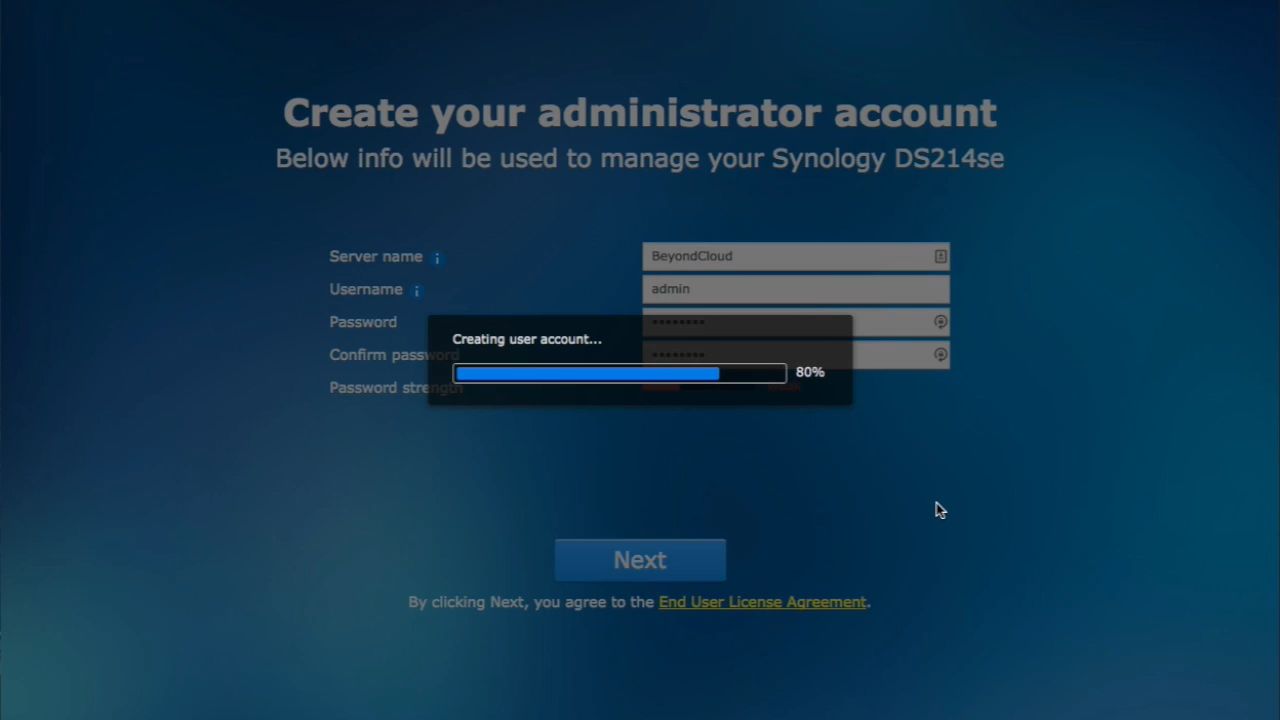 Create your administrator account
Below info will be used to manage your Synology DS214se
Server name i
BeyondCloud
Username i
admin
Password
••••••••
Creating user account...
Confirm password
••••••••
80%
Password strength
Next
By clicking Next, you agree to the End User License Agreement.